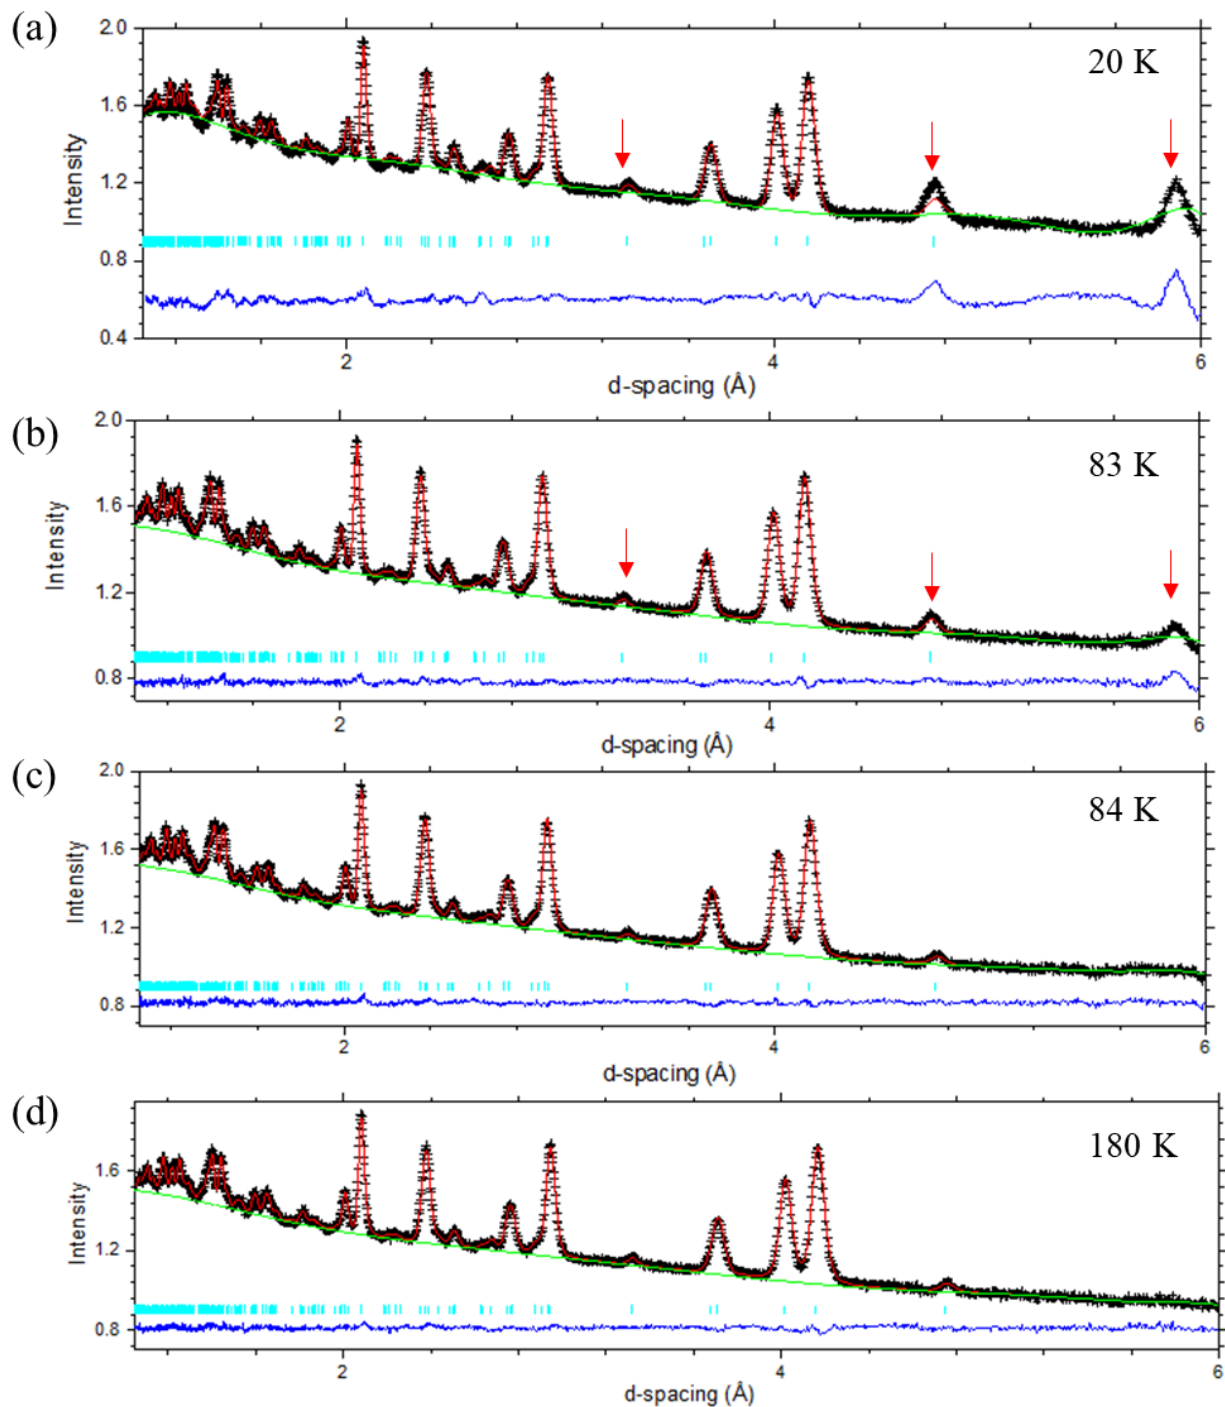 (a)
2.0
20 K
1.6
Intensity
1.2
0.8
0.4
2 4 6
d-spacing (Å)
(b)
2.0
83 K
1.6
Intensity
1.2
0.8
2 4 6
d-spacing (Å)
(c)
2.0
84 K
1.6
Intensity
1.2
0.8
2 4 6
d-spacing (Å)
(d)
180 K
1.6
Intensity
1.2
0.8
2 4 6
d-spacing (Å)